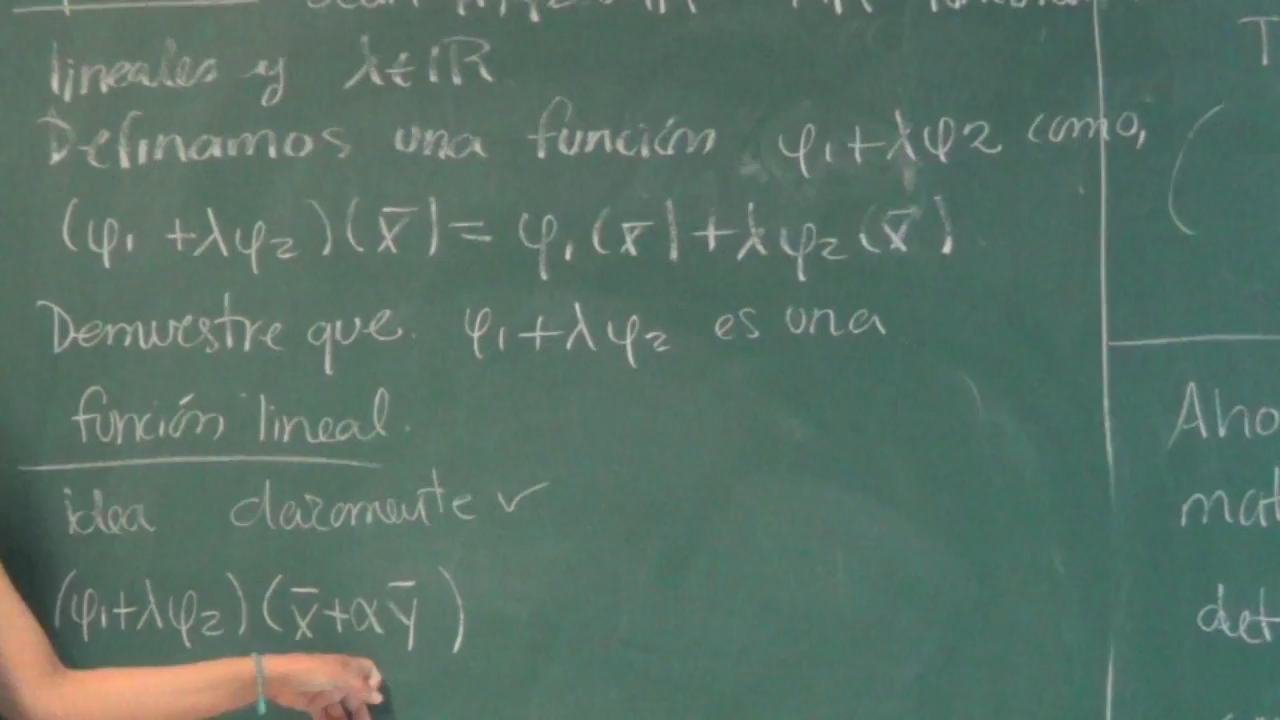 lineales y λ∈ℝ
Definamos una función φ₁+λφ₂ como,
(φ₁+λφ₂)(x̄)=φ₁(x̄)+λφ₂(x̄)
Demuestre que φ₁+λφ₂ es una
función lineal.
idea claramente ✓
(φ₁+λφ₂)(x̄+αȳ)
T
(
Aho
mat
det